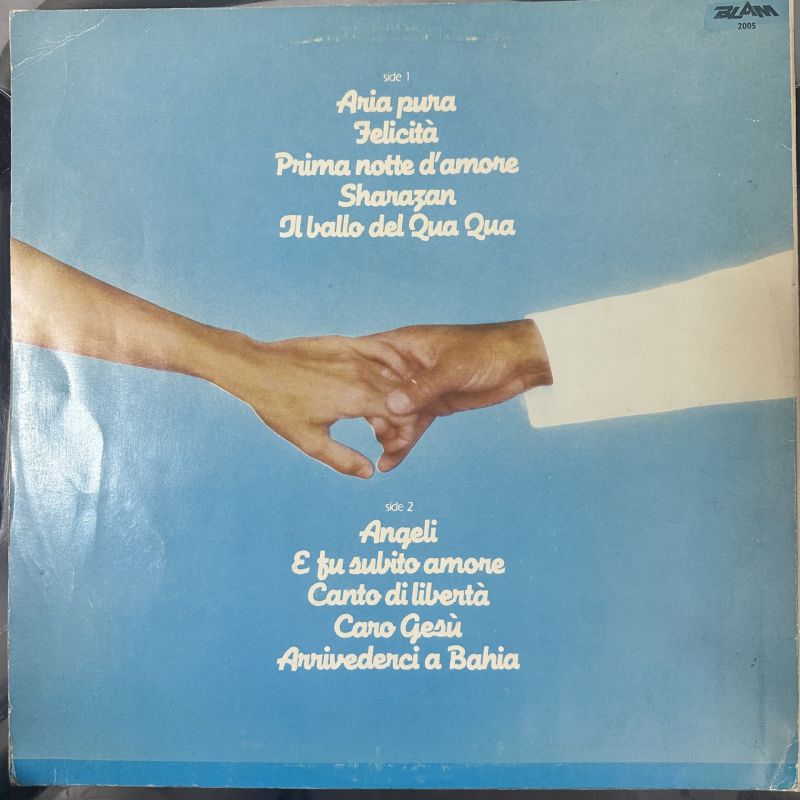 BLAM
2005
side 1
Aria pura
Felicità
Prima notte d'amore
Sharazan
Il ballo del Qua Qua
side 2
Angeli
E fu subito amore
Canto di libertà
Caro Gesù
Arrivederci a Bahia